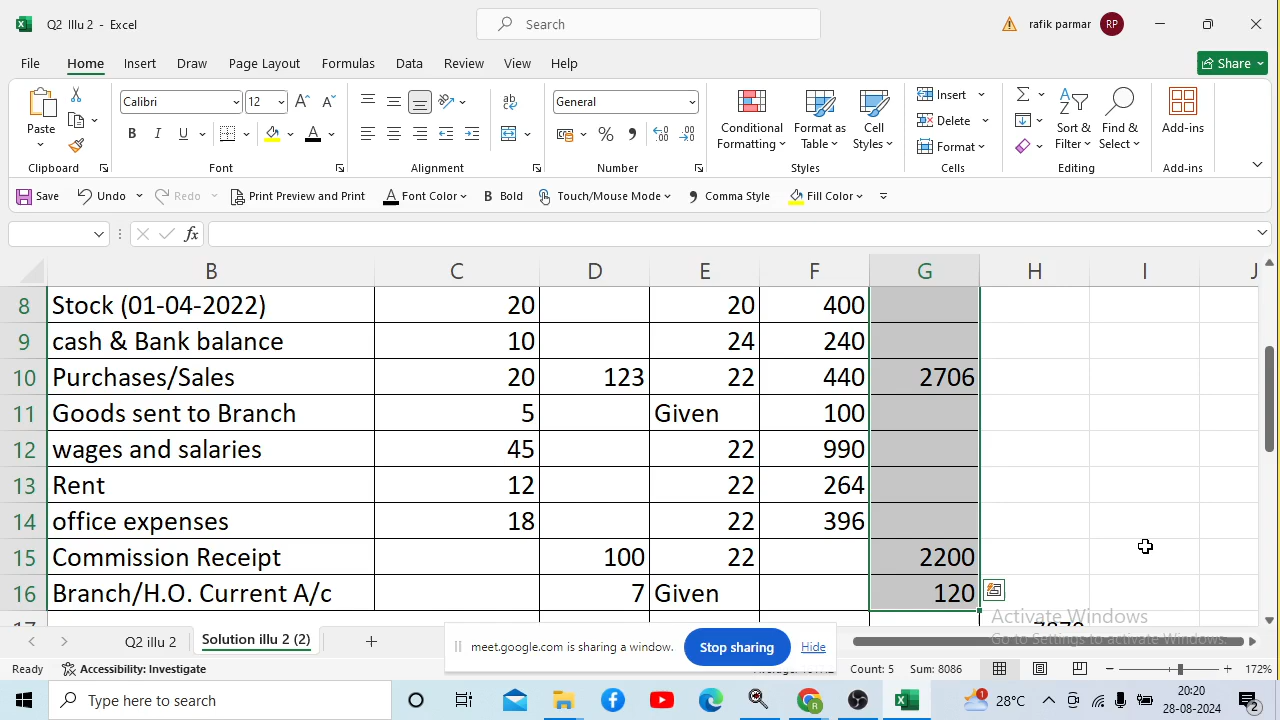 Q2 Illu 2 - Excel
Search
rafik parmar RP
File Home Insert Draw Page Layout Formulas Data Review View Help
Share
Paste
Calibri 12
General
Conditional Formatting
Format as Table
Cell Styles
Insert
Delete
Format
Sort & Filter
Find & Select
Add-ins
Clipboard Font Alignment Number Styles Cells Editing Add-ins
Save Undo Redo Print Preview and Print Font Color B Bold Touch/Mouse Mode Comma Style Fill Color
fx
B C D E F G H I J
8 Stock (01-04-2022) 20 20 400
9 cash & Bank balance 10 24 240
10 Purchases/Sales 20 123 22 440 2706
11 Goods sent to Branch 5 Given 100
12 wages and salaries 45 22 990
13 Rent 12 22 264
14 office expenses 18 22 396
15 Commission Receipt 100 22 2200
16 Branch/H.O. Current A/c 7 Given 120
Activate Windows
Go to Settings to activate Windows.
Q2 illu 2 Solution illu 2 (2)
meet.google.com is sharing a window. Stop sharing Hide
Ready Accessibility: Investigate Count: 5 Sum: 8086 172%
Type here to search
28°C
20:20
28-08-2024